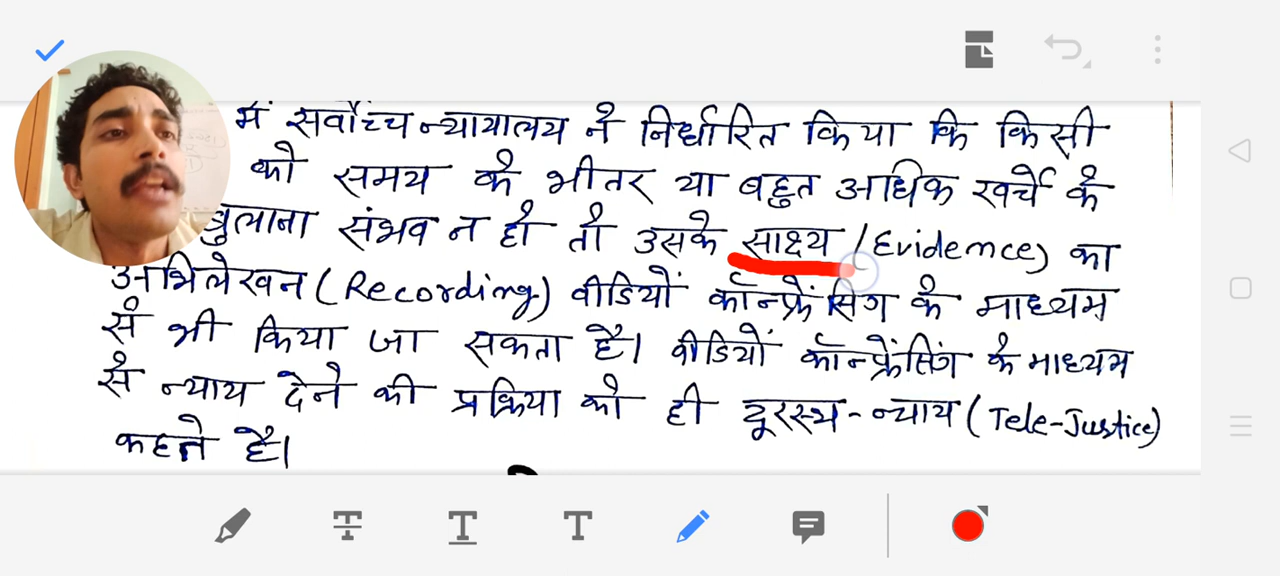 में सर्वोच्च न्यायालय ने निर्धारित किया कि किसी
को समय के भीतर या बहुत अधिक खर्चे के
बुलाना संभव न हो तो उसके साक्ष्य (Evidence) का
अभिलेखन (Recording) वीडियों कॉन्फ्रेंसिंग के माध्यम
से भी किया जा सकता है। वीडियों कॉन्फ्रेंसिंग के माध्यम
से न्याय देने की प्रक्रिया को ही दूरस्थ-न्याय (Tele-Justice)
कहते है।